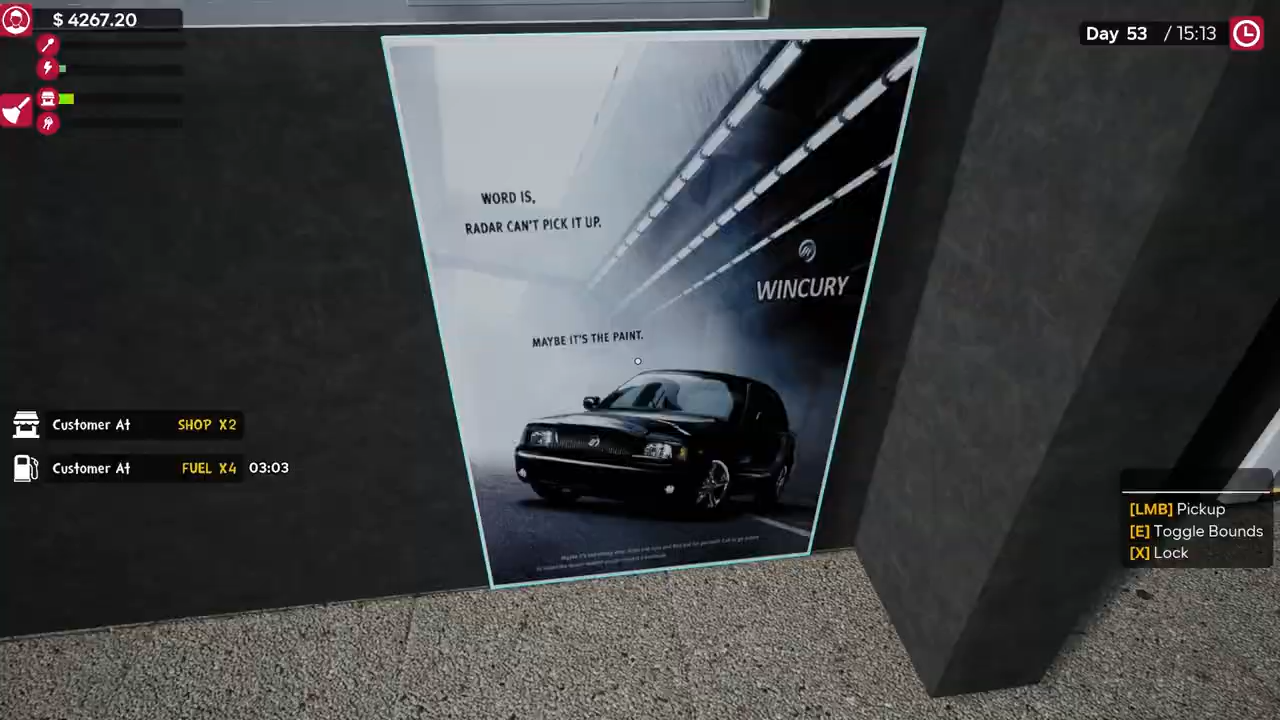 $ 4267.20
Day 53 / 15:13
WORD IS,
RADAR CAN'T PICK IT UP.
WINCURY
MAYBE IT'S THE PAINT.
Customer At SHOP X2
Customer At FUEL X4 03:03
[LMB] Pickup
[E] Toggle Bounds
[X] Lock